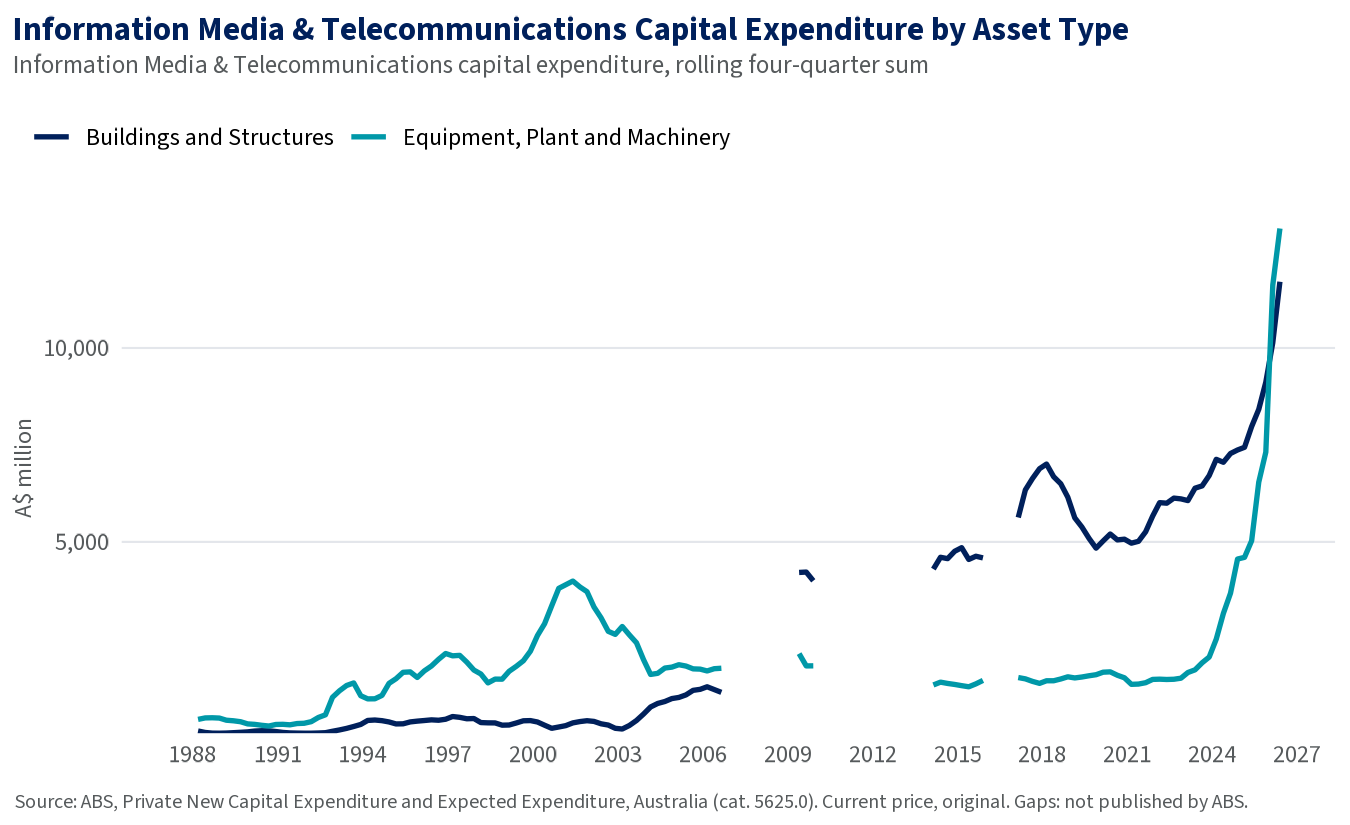 Information Media & Telecommunications Capital Expenditure by Asset Type
Information Media & Telecommunications capital expenditure, rolling four-quarter sum
Buildings and Structures
Equipment, Plant and Machinery
A$ million
10,000
5,000
1988
1991
1994
1997
2000
2003
2006
2009
2012
2015
2018
2021
2024
2027
Source: ABS, Private New Capital Expenditure and Expected Expenditure, Australia (cat. 5625.0). Current price, original. Gaps: not published by ABS.